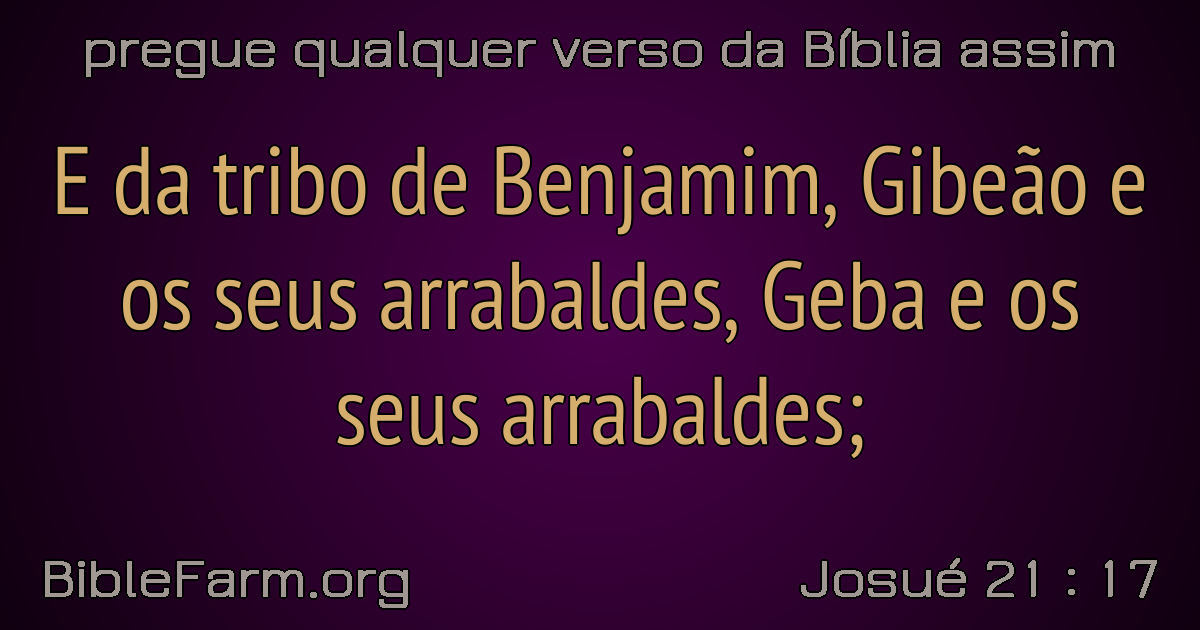 pregue qualquer verso da Bíblia assim
E da tribo de Benjamim, Gibeão e
os seus arrabaldes, Geba e os
seus arrabaldes;
BibleFarm.org
Josué 21 : 17